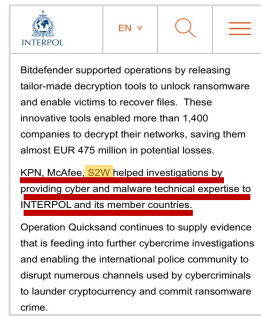 INTERPOL
EN v
Bitdefender supported operations by releasing
tailor-made decryption tools to unlock ransomware
and enable victims to recover files. These
innovative tools enabled more than 1,400
companies to decrypt their networks, saving them
almost EUR 475 million in potential losses.
KPN, McAfee, S2W helped investigations by
providing cyber and malware technical expertise to
INTERPOL and its member countries.
Operation Quicksand continues to supply evidence
that is feeding into further cybercrime investigations
and enabling the international police community to
disrupt numerous channels used by cybercriminals
to launder cryptocurrency and commit ransomware
crime.